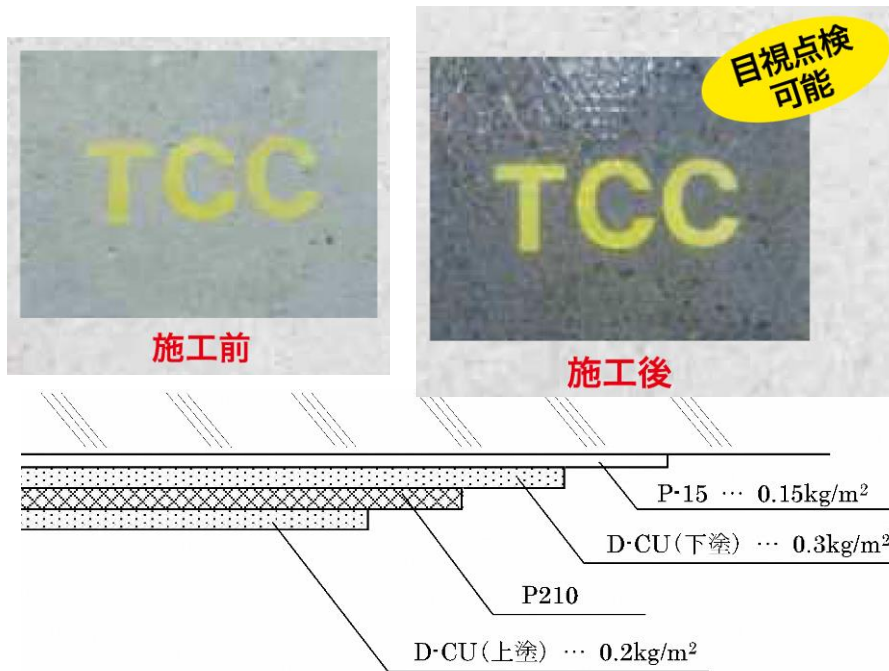 目視点検
可能
TCC
TCC
施工前
施工後
P-15 … 0.15kg/m²
D-CU(下塗) … 0.3kg/m²
P210
D-CU(上塗) … 0.2kg/m²